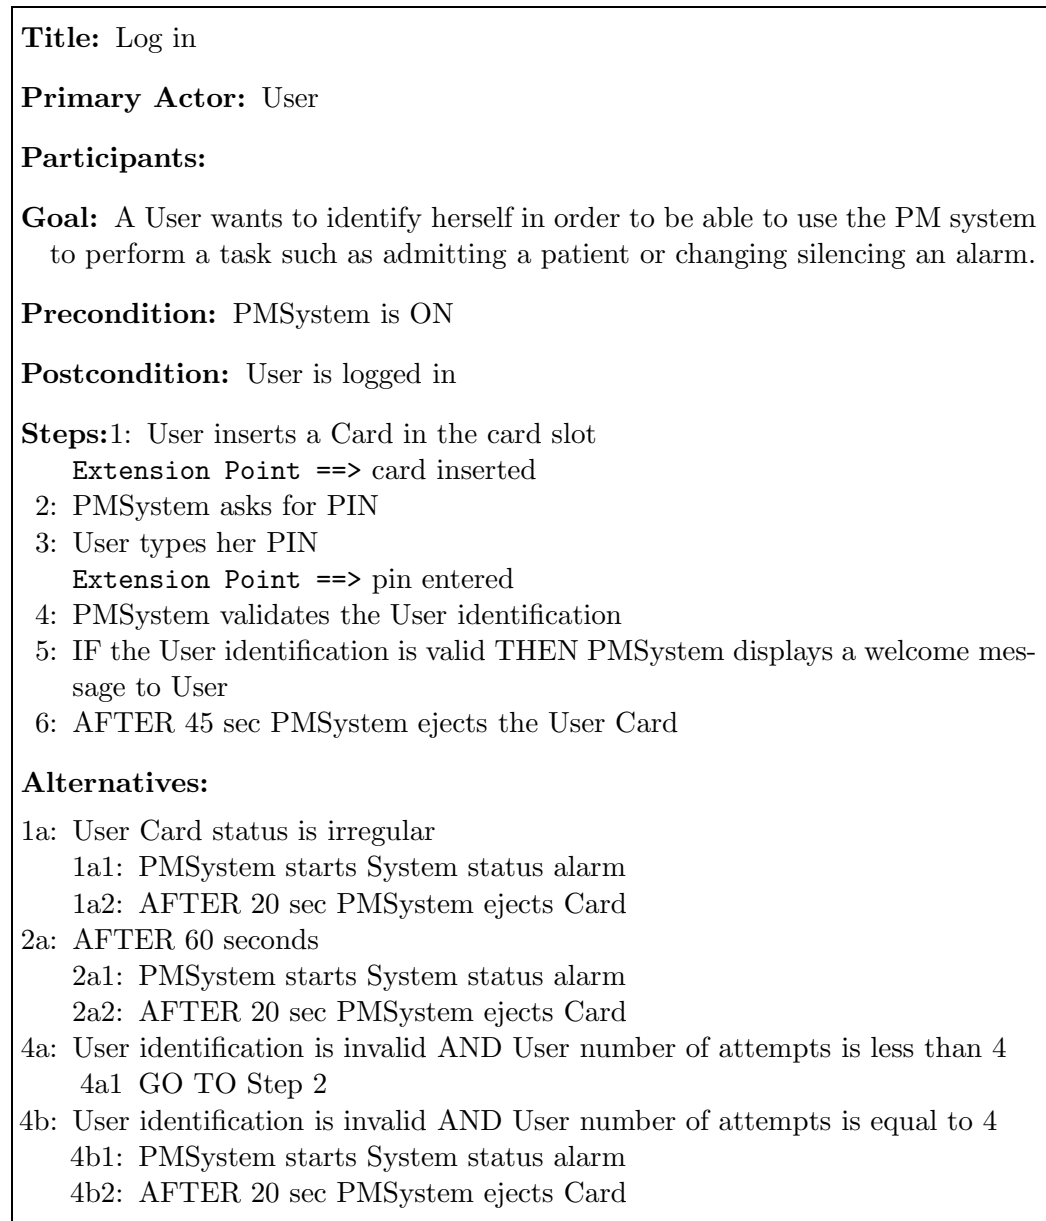 Title: Log in
Primary Actor: User
Participants:
Goal: A User wants to identify herself in order to be able to use the PM system
to perform a task such as admitting a patient or changing silencing an alarm.
Precondition: PMSystem is ON
Postcondition: User is logged in
Steps:1: User inserts a Card in the card slot
Extension Point ==> card inserted
2: PMSystem asks for PIN
3: User types her PIN
Extension Point ==> pin entered
4: PMSystem validates the User identification
5: IF the User identification is valid THEN PMSystem displays a welcome mes-
sage to User
6: AFTER 45 sec PMSystem ejects the User Card
Alternatives:
1a: User Card status is irregular
1a1: PMSystem starts System status alarm
1a2: AFTER 20 sec PMSystem ejects Card
2a: AFTER 60 seconds
2a1: PMSystem starts System status alarm
2a2: AFTER 20 sec PMSystem ejects Card
4a: User identification is invalid AND User number of attempts is less than 4
4a1 GO TO Step 2
4b: User identification is invalid AND User number of attempts is equal to 4
4b1: PMSystem starts System status alarm
4b2: AFTER 20 sec PMSystem ejects Card